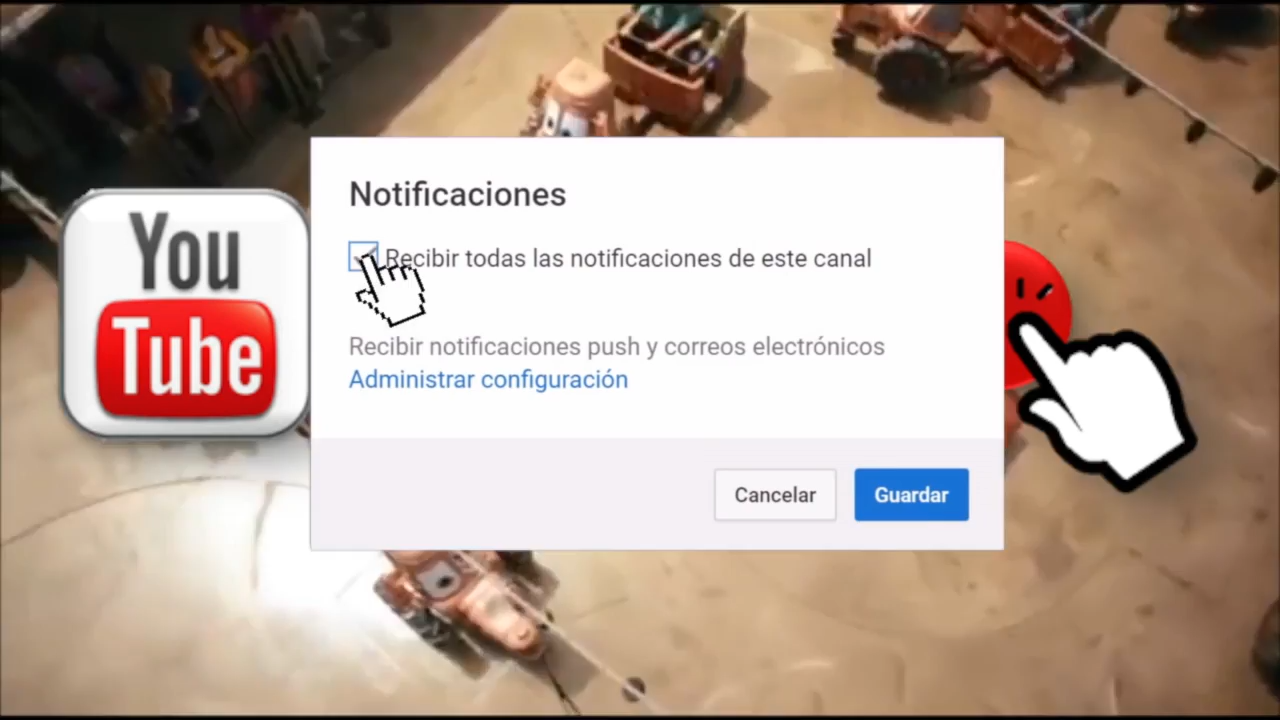 Notificaciones
You
Tube
Recibir todas las notificaciones de este canal
Recibir notificaciones push y correos electrónicos
Administrar configuración
Cancelar
Guardar